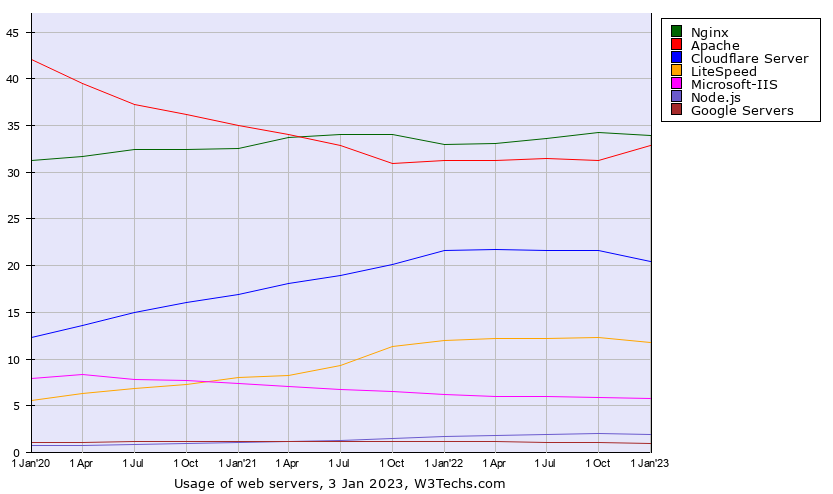 45
40
35
30
25
20
15
10
5
0
1 Jan'20 1 Apr 1 Jul 1 Oct 1 Jan'21 1 Apr 1 Jul 1 Oct 1 Jan'22 1 Apr 1 Jul 1 Oct 1 Jan'23
Usage of web servers, 3 Jan 2023, W3Techs.com
Nginx
Apache
Cloudflare Server
LiteSpeed
Microsoft-IIS
Node.js
Google Servers